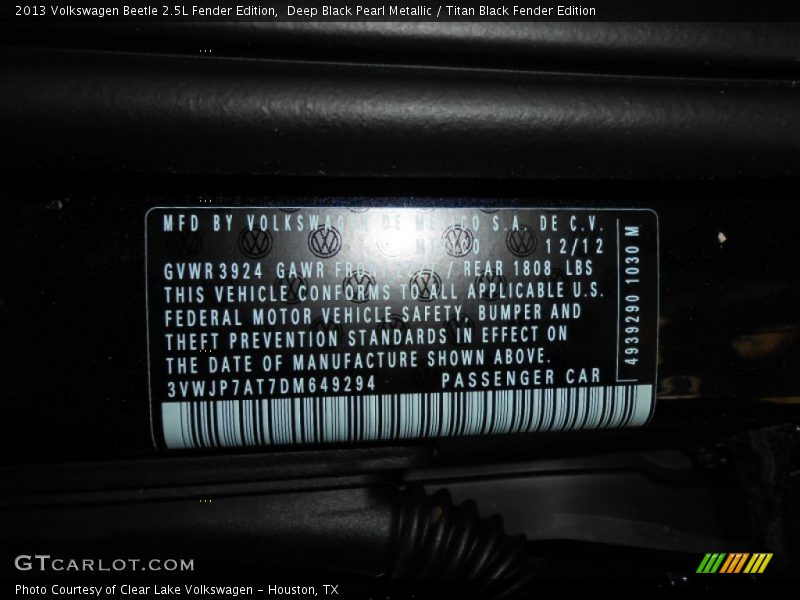 2013 Volkswagen Beetle 2.5L Fender Edition,  Deep Black Pearl Metallic / Titan Black Fender Edition
MFD BY VOLKSWAGEN DE MEXICO S.A. DE C.V.
MEXICO 12/12
GVWR3924 GAWR FRONT / REAR 1808 LBS
THIS VEHICLE CONFORMS TO ALL APPLICABLE U.S.
FEDERAL MOTOR VEHICLE SAFETY, BUMPER AND
THEFT PREVENTION STANDARDS IN EFFECT ON
THE DATE OF MANUFACTURE SHOWN ABOVE.
3VWJP7AT7DM649294 PASSENGER CAR
4939290 1030 M
GTCARLOT.COM
Photo Courtesy of Clear Lake Volkswagen - Houston, TX